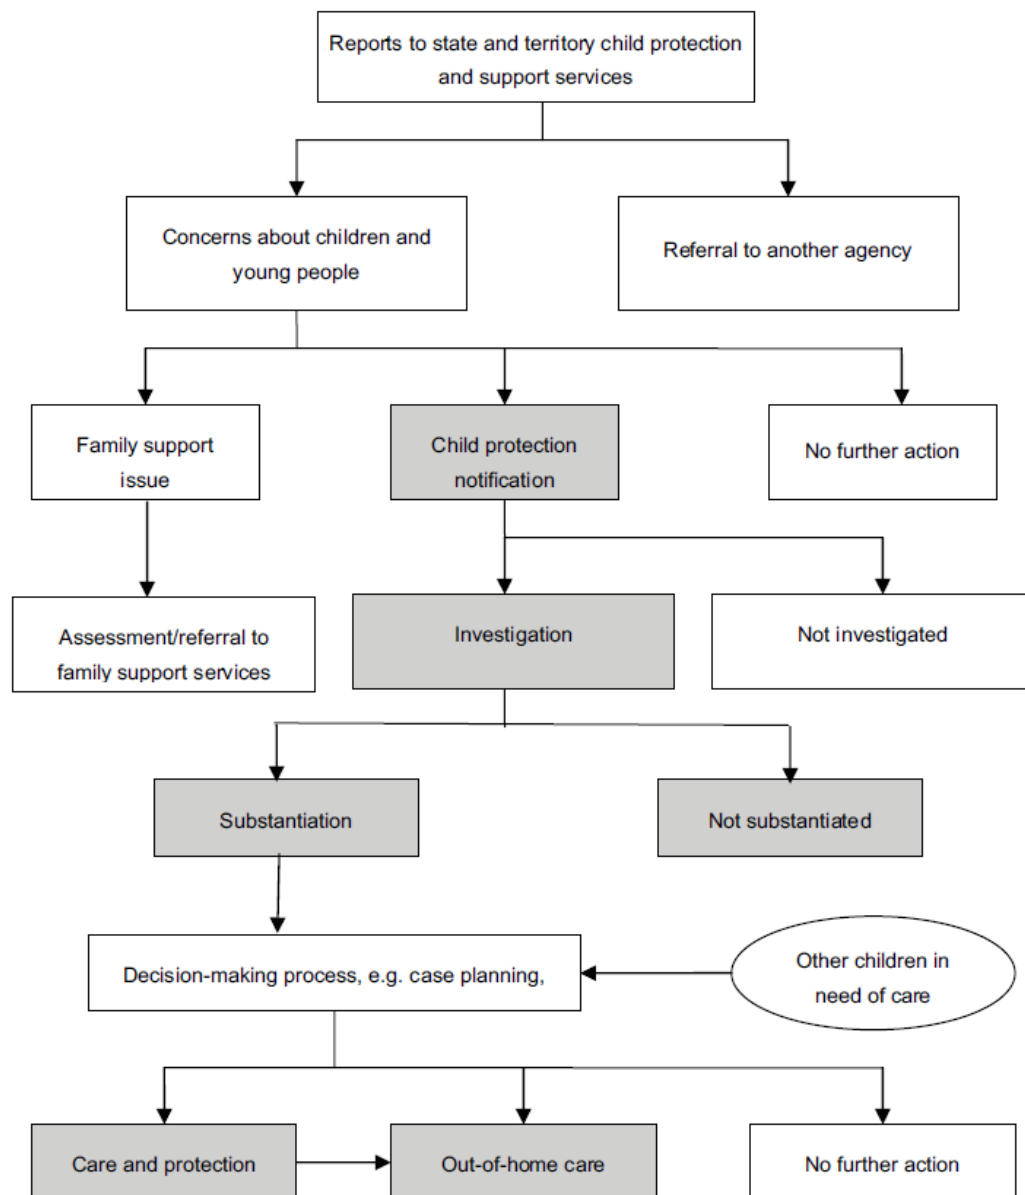 Reports to state and territory child protection
and support services
Concerns about children and
young people
Referral to another agency
Family support
issue
Child protection
notification
No further action
Assessment/referral to
family support services
Investigation
Not investigated
Substantiation
Not substantiated
Decision-making process, e.g. case planning,
Other children in
need of care
Care and protection
Out-of-home care
No further action